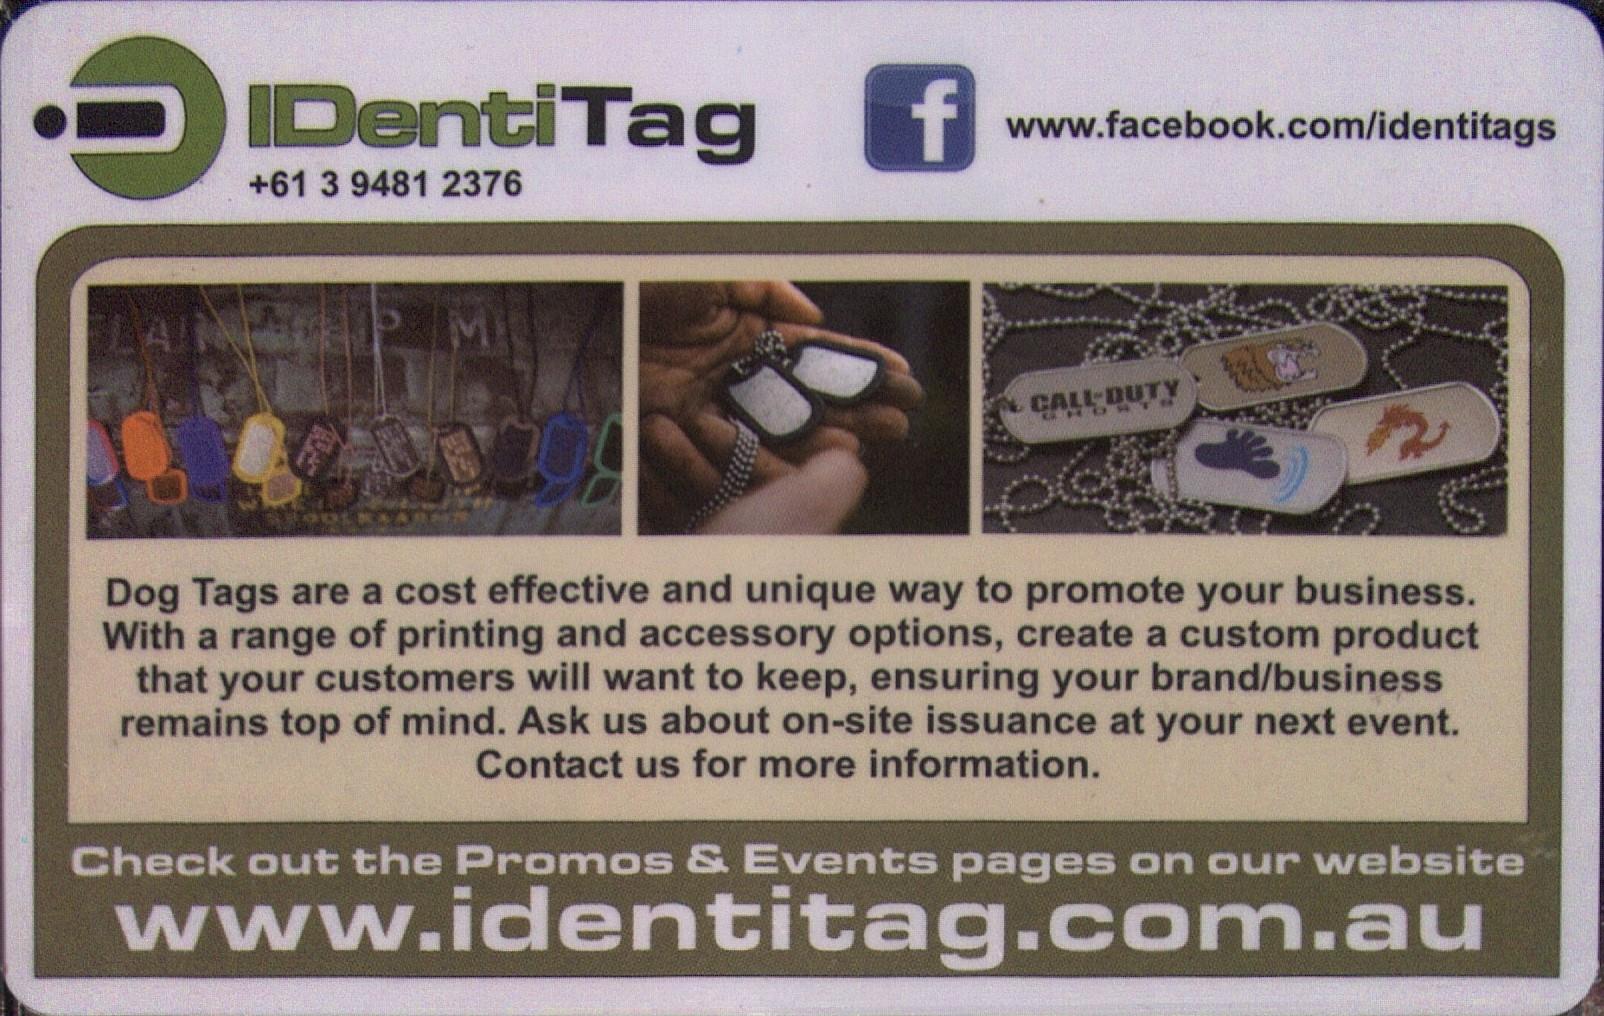 IDentiTag
+61 3 9481 2376
f
www.facebook.com/identitags
CALL OF DUTY
GHOSTS
Dog Tags are a cost effective and unique way to promote your business.
With a range of printing and accessory options, create a custom product
that your customers will want to keep, ensuring your brand/business
remains top of mind. Ask us about on-site issuance at your next event.
Contact us for more information.
Check out the Promos & Events pages on our website
www.identitag.com.au